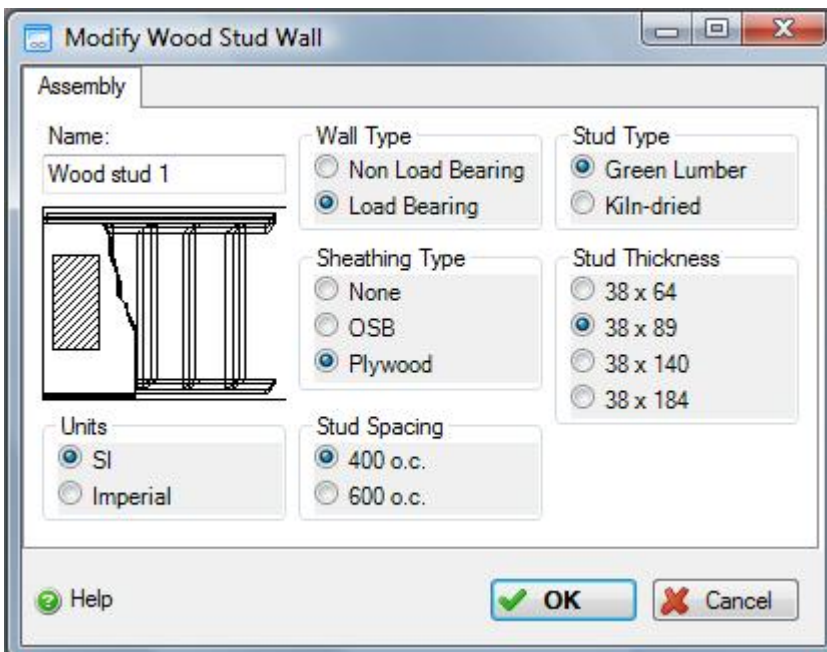 Modify Wood Stud Wall
Assembly
Name:
Wood stud 1
Wall Type
Non Load Bearing
Load Bearing
Stud Type
Green Lumber
Kiln-dried
Sheathing Type
None
OSB
Plywood
Stud Thickness
38 x 64
38 x 89
38 x 140
38 x 184
Units
SI
Imperial
Stud Spacing
400 o.c.
600 o.c.
Help
OK
Cancel